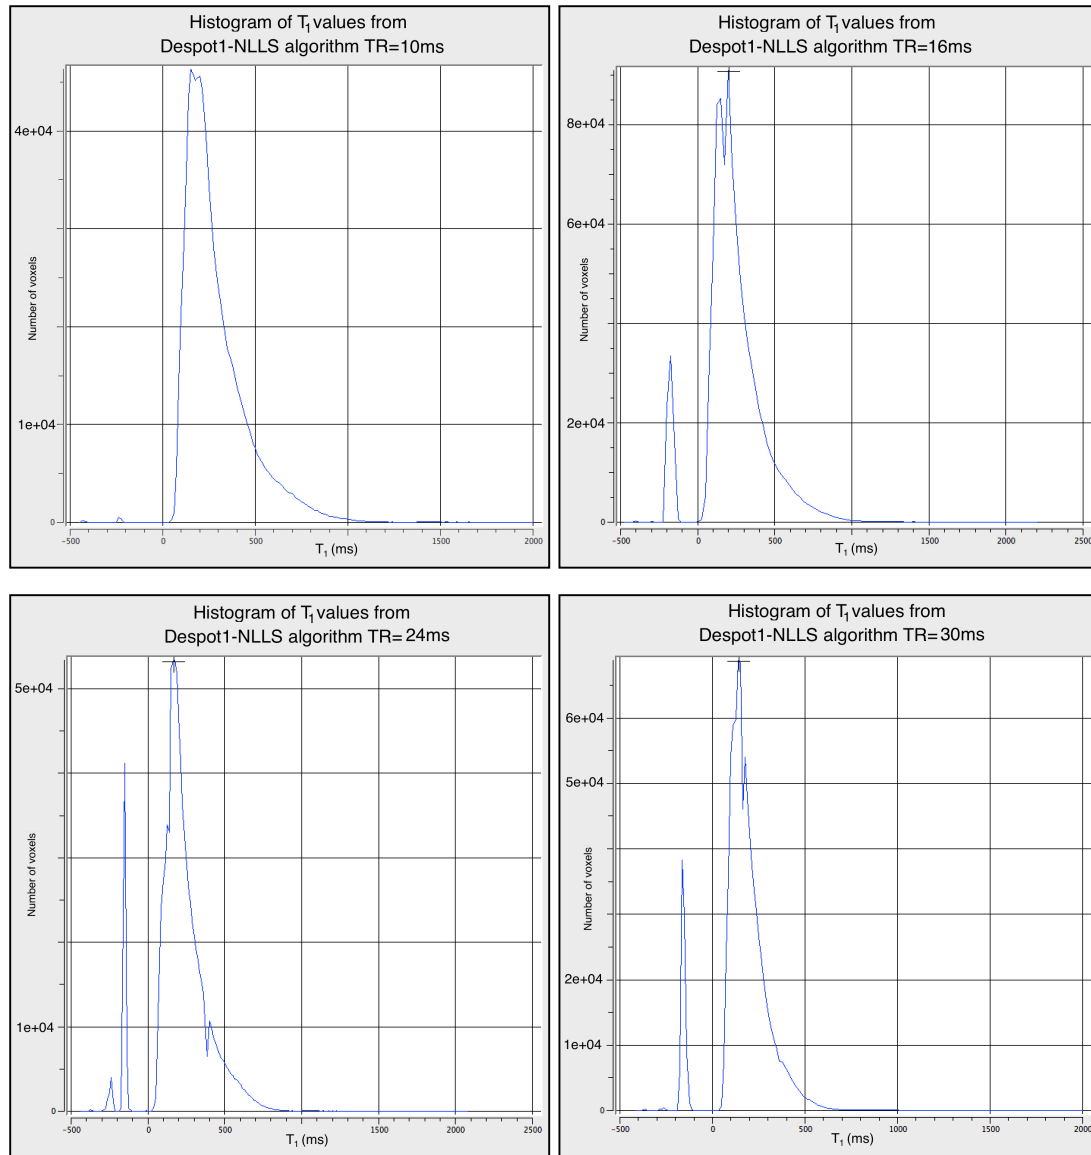 Histogram of T1 values from
Despot1-NLLS algorithm TR=10ms
4e+04
1e+04
0
Number of voxels
-500
0
500
1000
1500
2000
T1 (ms)
Histogram of T1 values from
Despot1-NLLS algorithm TR=16ms
8e+04
6e+04
2e+04
0
Number of voxels
-500
0
500
1000
1500
2000
2500
T1 (ms)
Histogram of T1 values from
Despot1-NLLS algorithm TR=24ms
5e+04
1e+04
0
Number of voxels
-500
0
500
1000
1500
2000
2500
T1 (ms)
Histogram of T1 values from
Despot1-NLLS algorithm TR=30ms
6e+04
5e+04
2e+04
1e+04
0
Number of voxels
-500
0
500
1000
1500
2000
T1 (ms)